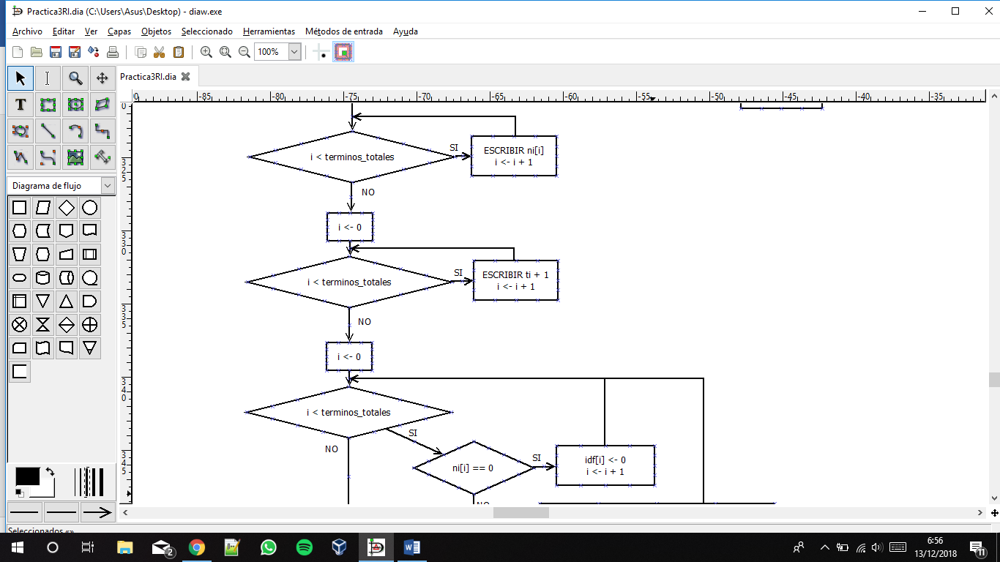 Practica3RI.dia (C:\Users\Asus\Desktop) - diaw.exe
Archivo Editar Ver Capas Objetos Seleccionado Herramientas Métodos de entrada Ayuda
100%
Practica3RI.dia
-85 -80 -75 -70 -65 -60 -55 -50 -45 -40 -35
i < terminos_totales
SI
ESCRIBIR ni[i]
i <- i + 1
NO
Diagrama de flujo
i <- 0
i < terminos_totales
SI
ESCRIBIR ti + 1
i <- i + 1
NO
i <- 0
i < terminos_totales
SI
NO
ni[i] == 0
SI
idf[i] <- 0
i <- i + 1
NO
Seleccionados
2
6:56
13/12/2018
11